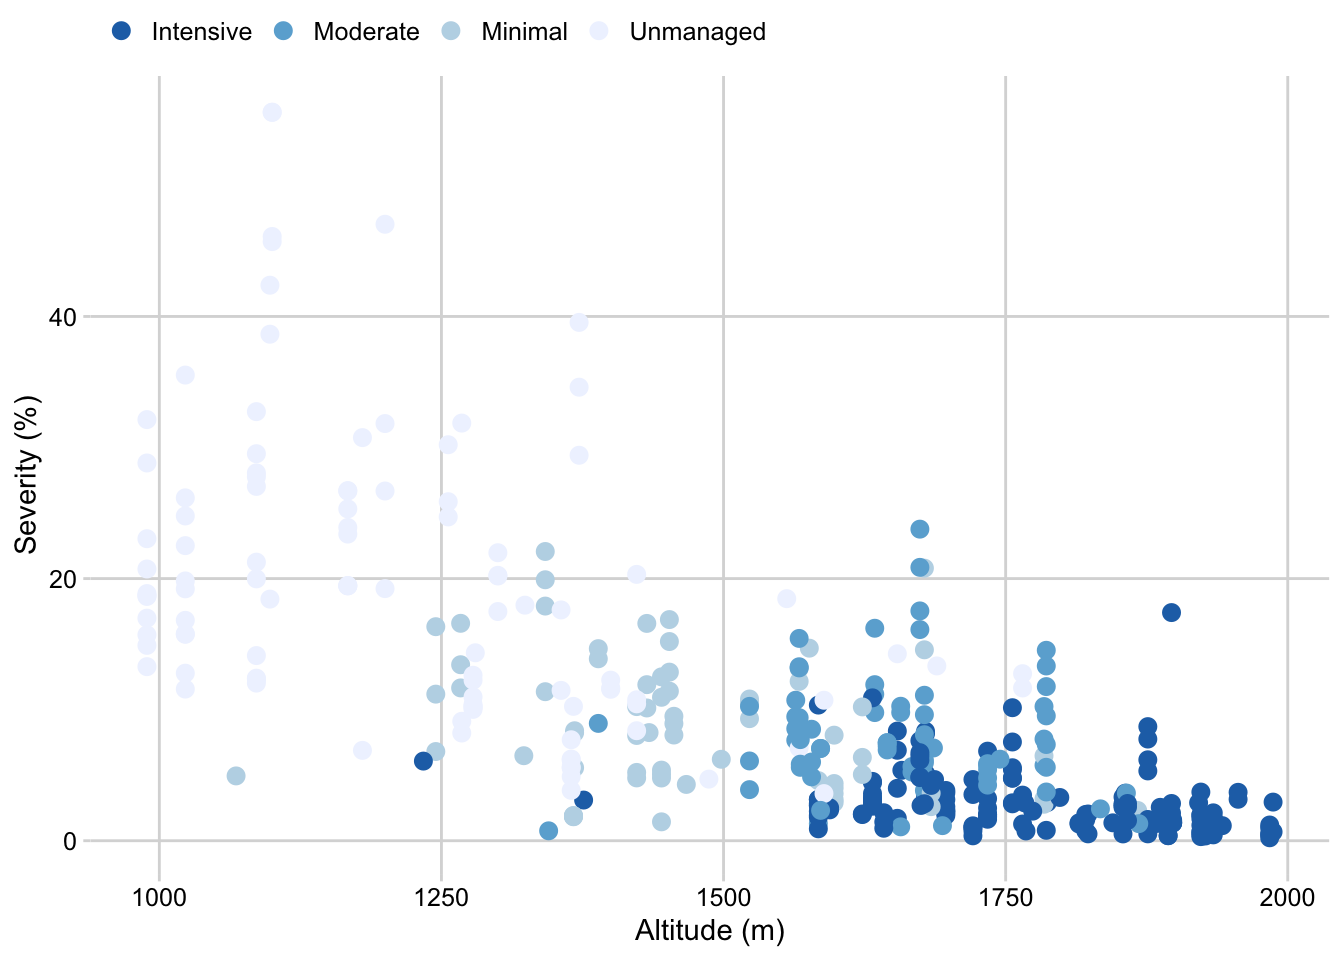 Intensive Moderate Minimal Unmanaged
Severity (%)
40
20
0
1000 1250 1500 1750 2000
Altitude (m)